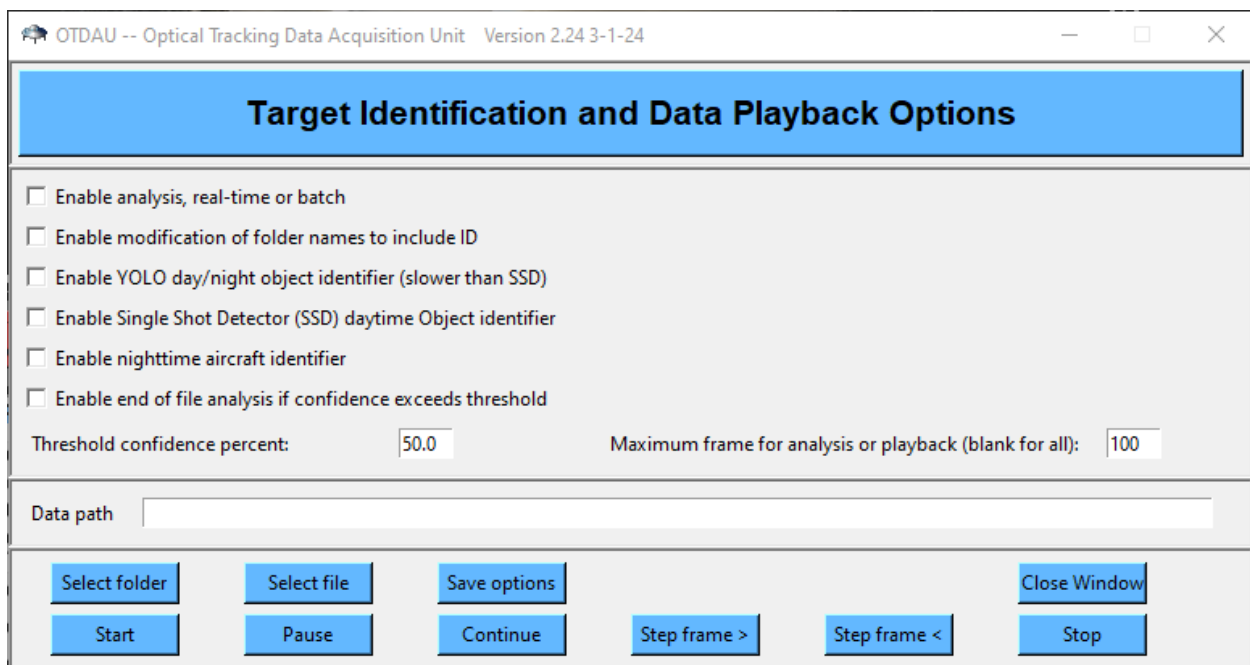 OTDAU -- Optical Tracking Data Acquisition Unit Version 2.24 3-1-24
Target Identification and Data Playback Options
Enable analysis, real-time or batch
Enable modification of folder names to include ID
Enable YOLO day/night object identifier (slower than SSD)
Enable Single Shot Detector (SSD) daytime Object identifier
Enable nighttime aircraft identifier
Enable end of file analysis if confidence exceeds threshold
Threshold confidence percent: 50.0 Maximum frame for analysis or playback (blank for all): 100
Data path
Select folder Select file Save options Close Window
Start Pause Continue Step frame > Step frame < Stop